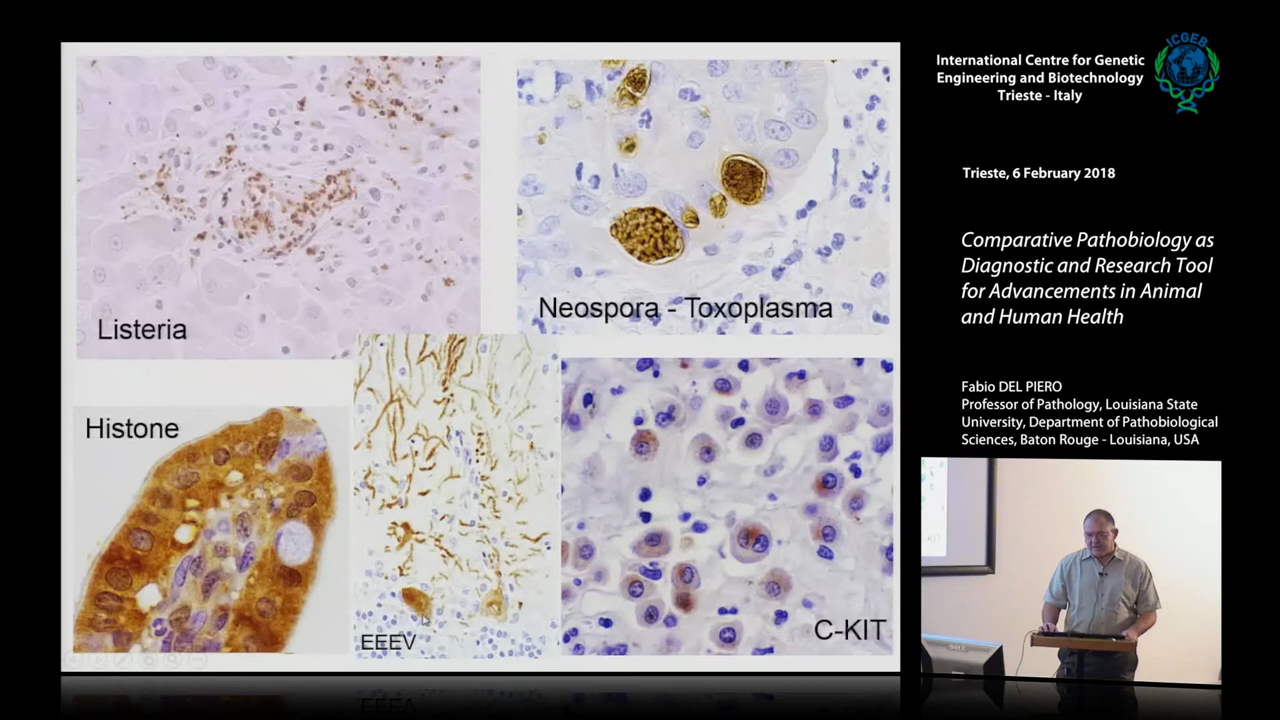 Listeria
Neospora - Toxoplasma
Histone
EEEV
C-KIT
ICGEB
International Centre for Genetic
Engineering and Biotechnology
Trieste - Italy
Trieste, 6 February 2018
Comparative Pathobiology as
Diagnostic and Research Tool
for Advancements in Animal
and Human Health
Fabio DEL PIERO
Professor of Pathology, Louisiana State
University, Department of Pathobiological
Sciences, Baton Rouge - Louisiana, USA
DELL